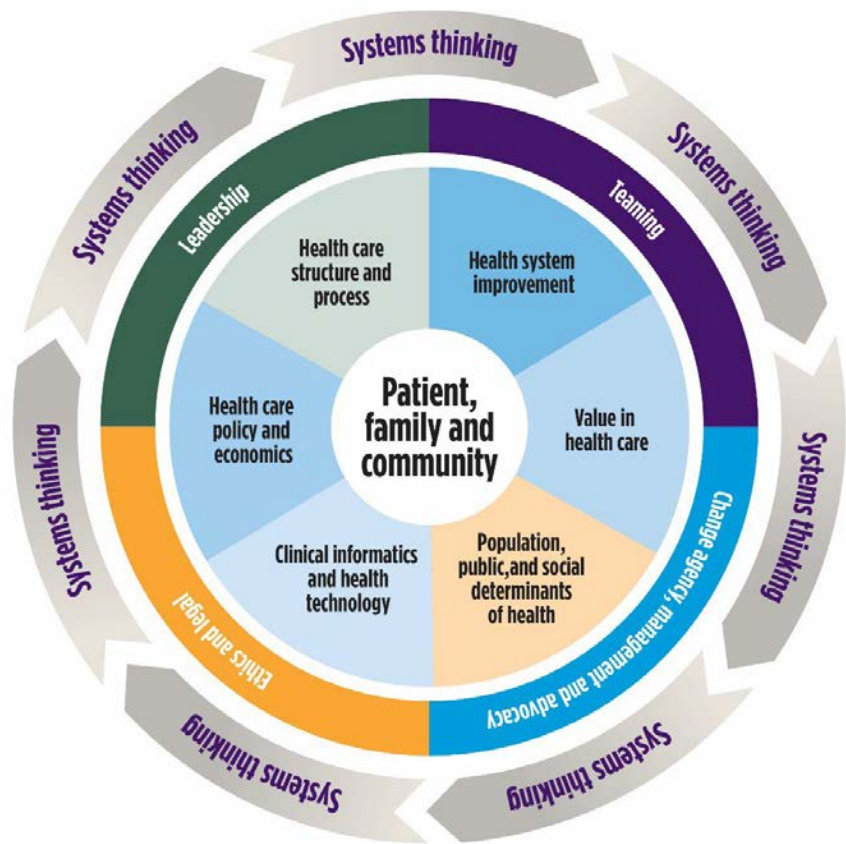 Systems thinking
Systems thinking
Systems thinking
Systems thinking
Systems thinking
Systems thinking
Systems thinking
Systems thinking
Leadership
Teaming
Change agency, management and advocacy
Ethics and legal
Health care
structure and
process
Health system
improvement
Value in
health care
Population,
public,and social
determinants
of health
Clinical informatics
and health
technology
Health care
policy and
economics
Patient,
family and
community